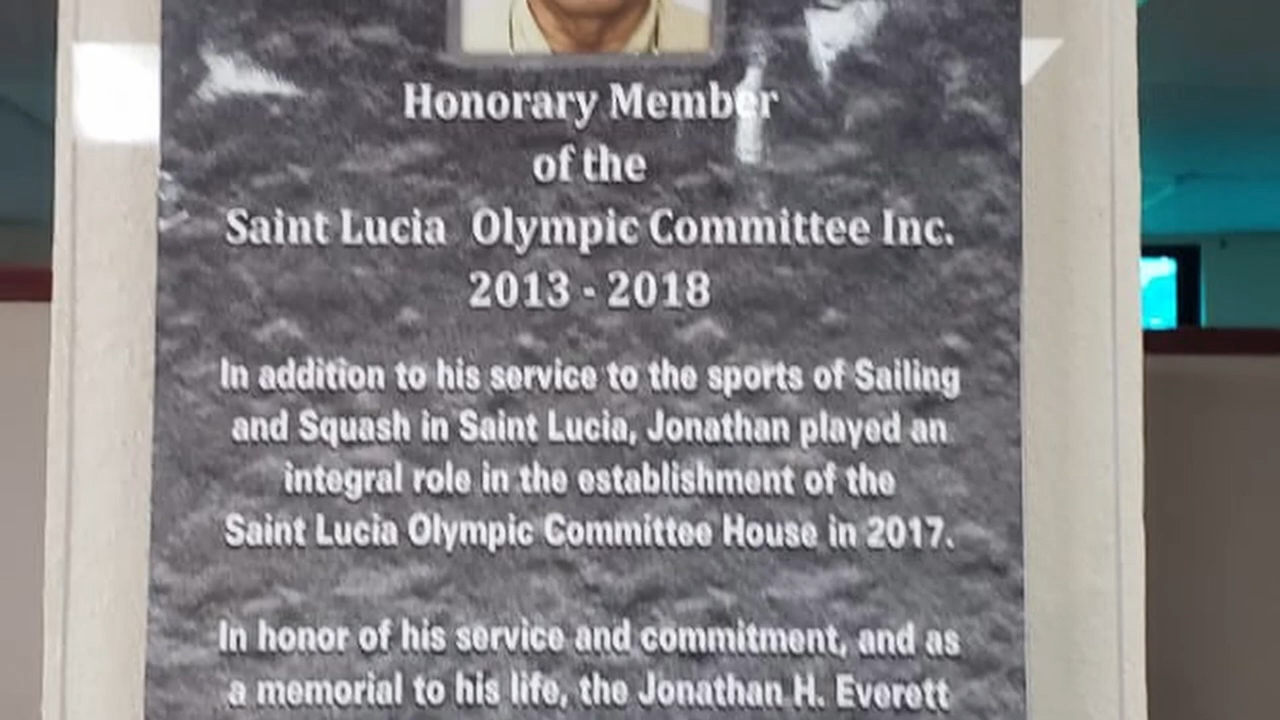 Honorary Member
of the
Saint Lucia Olympic Committee Inc.
2013 - 2018
In addition to his service to the sports of Sailing
and Squash in Saint Lucia, Jonathan played an
integral role in the establishment of the
Saint Lucia Olympic Committee House in 2017.
In honor of his service and commitment, and as
a memorial to his life, the Jonathan H. Everett